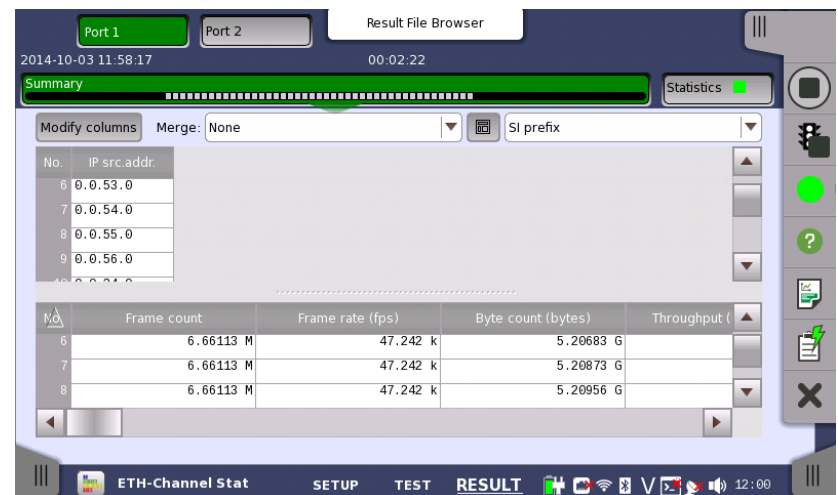 Result File Browser
Port 1 Port 2
2014-10-03 11:58:17 00:02:22
Summary Statistics
Modify columns Merge: None SI prefix
No. IP src.addr.
6 0.0.53.0
7 0.0.54.0
8 0.0.55.0
9 0.0.56.0
No. Frame count Frame rate (fps) Byte count (bytes) Throughput (
6 6.66113 M 47.242 k 5.20683 G
7 6.66113 M 47.242 k 5.20873 G
8 6.66113 M 47.242 k 5.20956 G
ETH-Channel Stat SETUP TEST RESULT 12:00